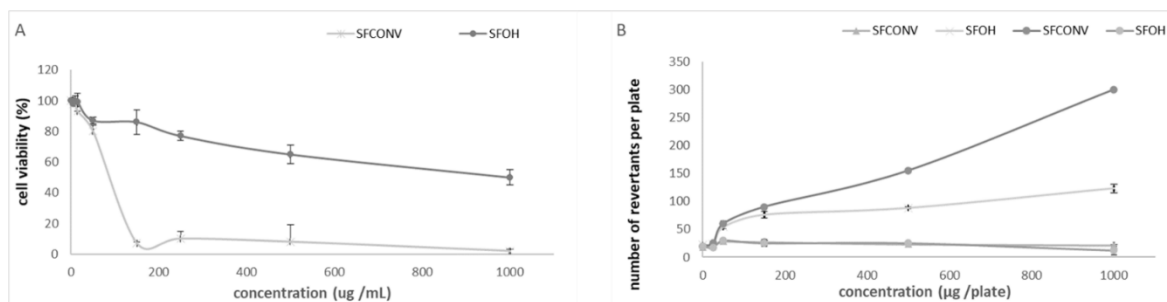 A
SFCONV
SFOH
120
100
80
60
40
20
0
cell viability (%)
0
200
400
600
800
1000
concentration (ug /mL)
B
SFCONV
SFOH
SFCONV
SFOH
350
300
250
200
150
100
50
0
number of revertants per plate
0
200
400
600
800
1000
concentration (µg /plate)